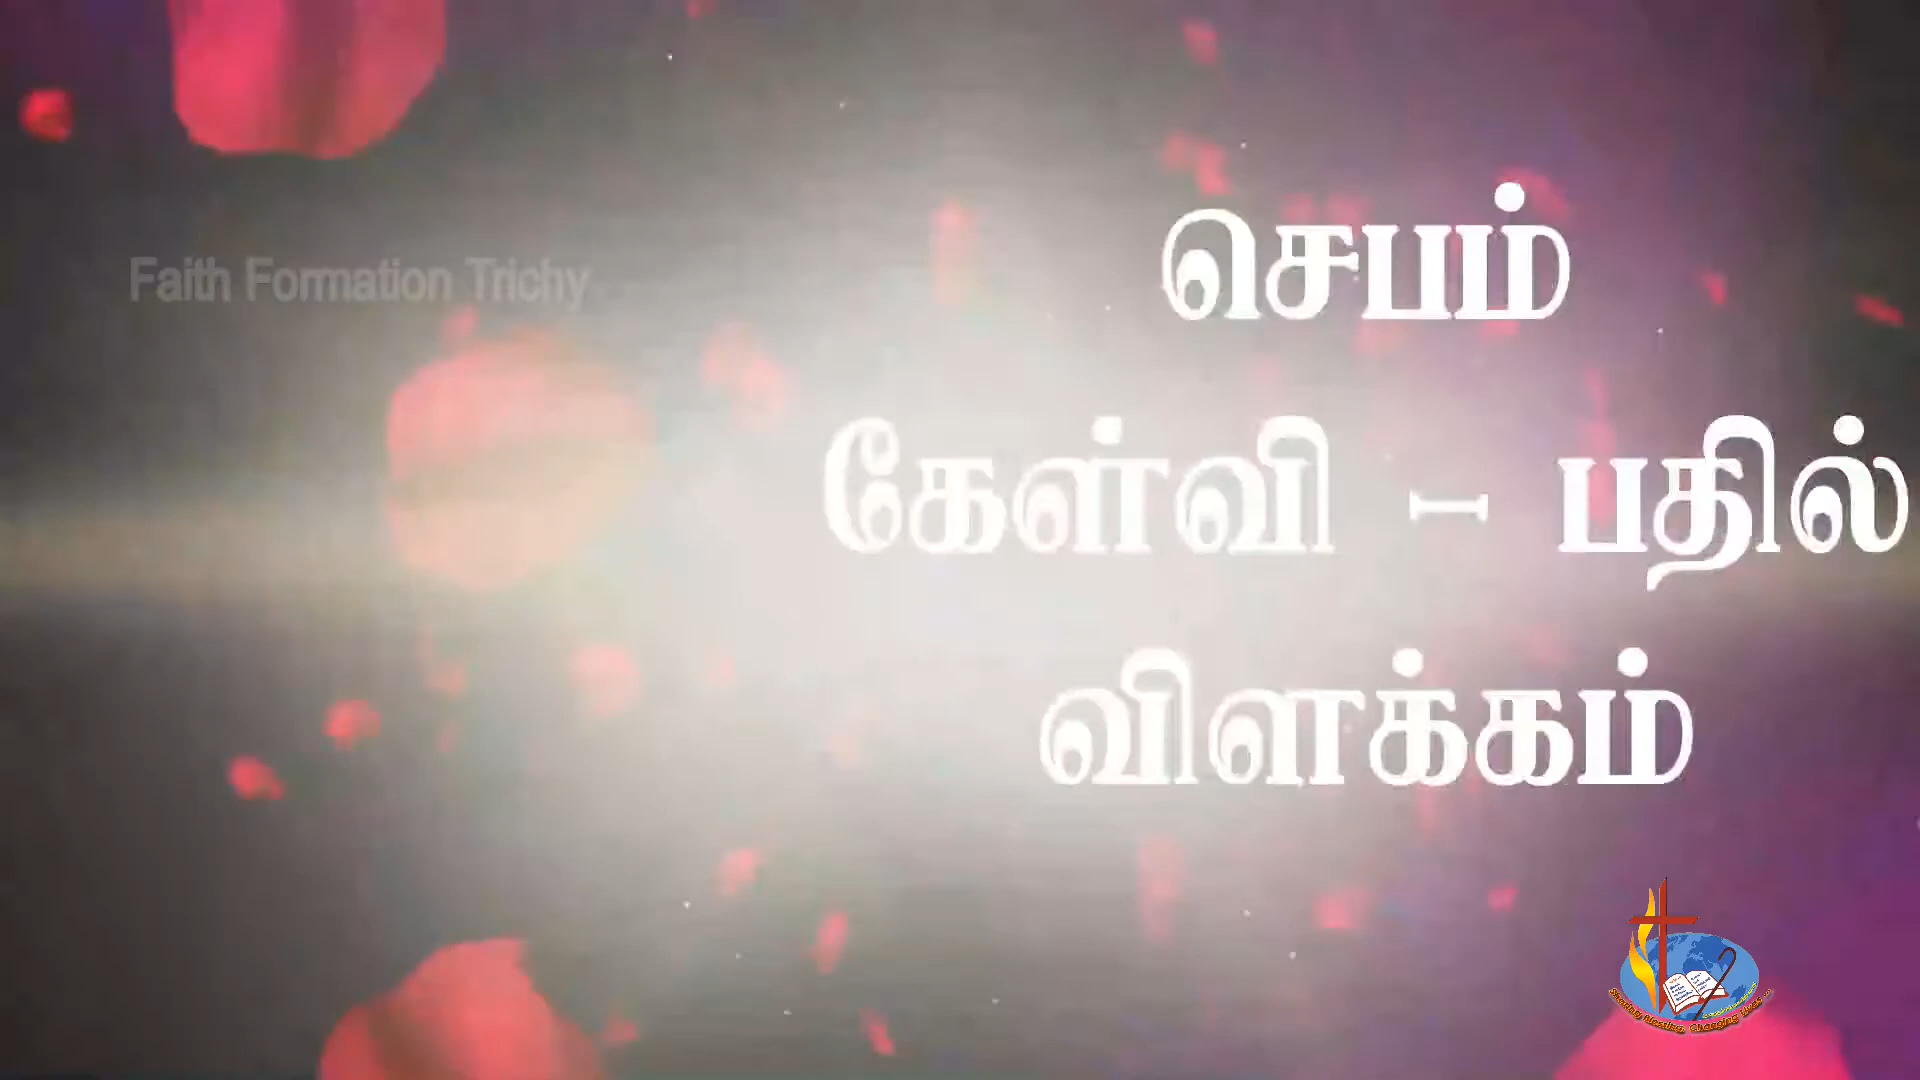 Faith Formation Trichy
செபம்
கேள்வி - பதில்
விளக்கம்